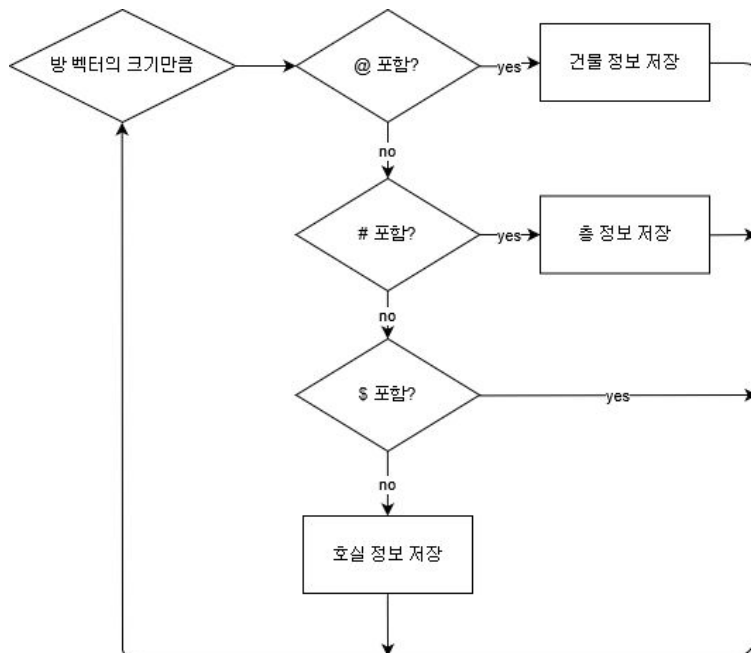 방 벡터의 크기만큼
@ 포함?
yes
건물 정보 저장
no
# 포함?
yes
층 정보 저장
no
$ 포함?
yes
no
호실 정보 저장